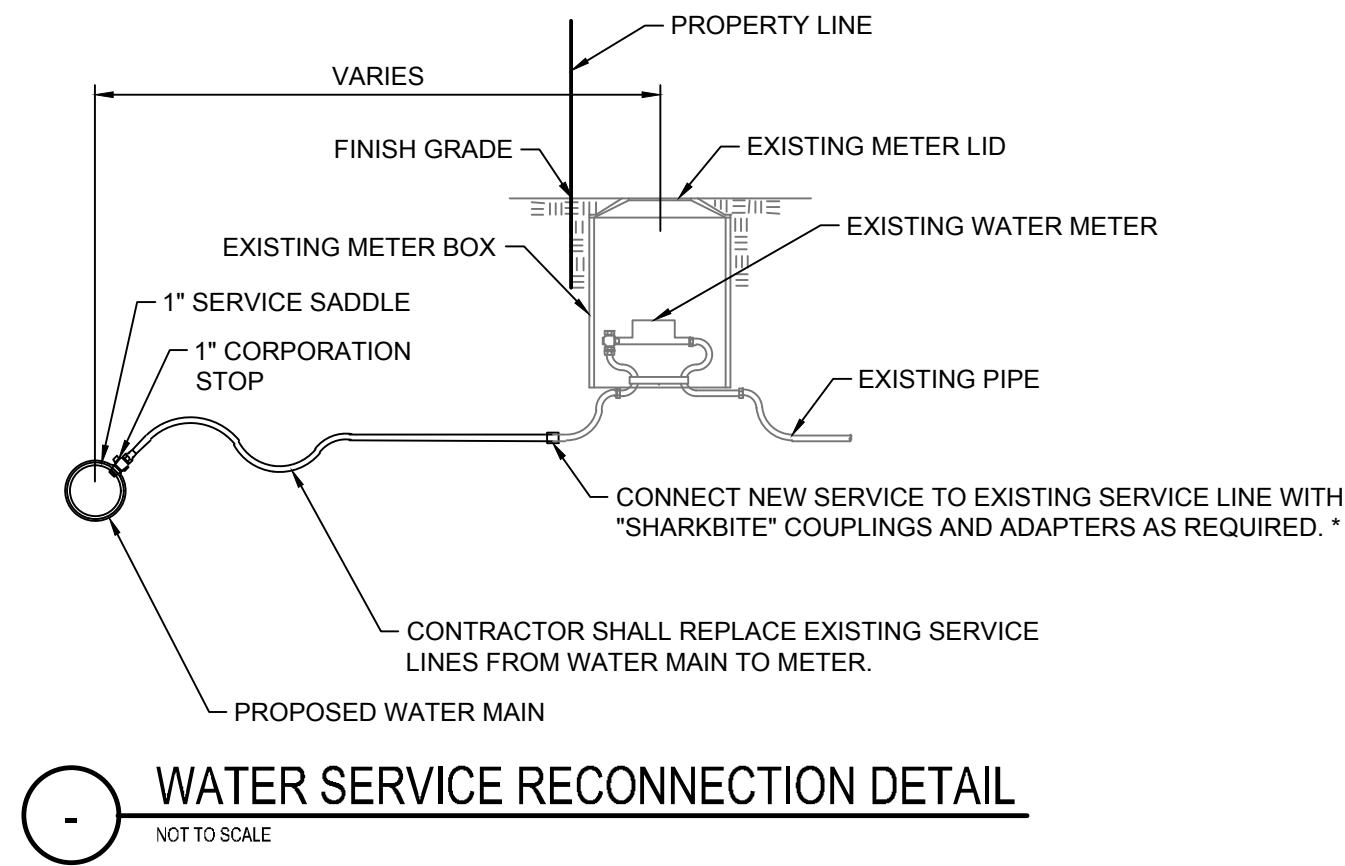 PROPERTY LINE
VARIES
FINISH GRADE
EXISTING METER LID
EXISTING METER BOX
EXISTING WATER METER
1" SERVICE SADDLE
1" CORPORATION
STOP
EXISTING PIPE
CONNECT NEW SERVICE TO EXISTING SERVICE LINE WITH
"SHARKBITE" COUPLINGS AND ADAPTERS AS REQUIRED. *
CONTRACTOR SHALL REPLACE EXISTING SERVICE
LINES FROM WATER MAIN TO METER.
PROPOSED WATER MAIN
-
WATER SERVICE RECONNECTION DETAIL
NOT TO SCALE